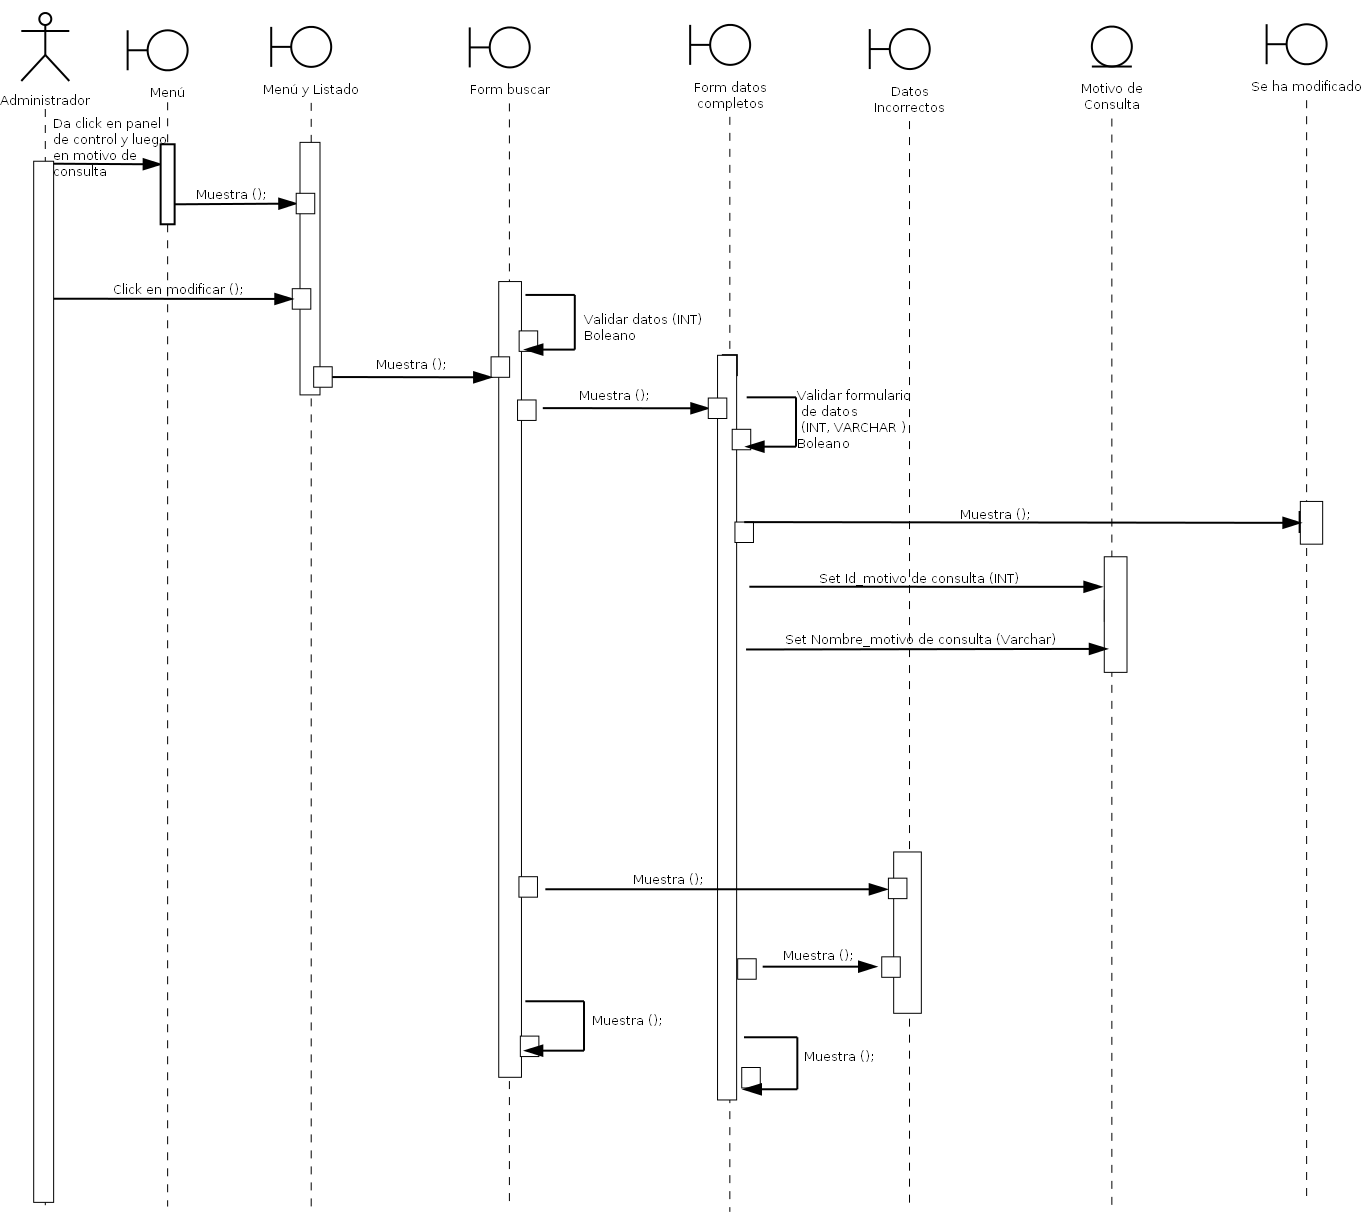 Administrador
Menú
Menú y Listado
Form buscar
Form datos
completos
Datos
Incorrectos
Motivo de
Consulta
Se ha modificado
Da click en panel
de control y luego
en motivo de
consulta
Muestra ();
Click en modificar ();
Validar datos (INT)
Boleano
Muestra ();
Muestra ();
Validar formulario
de datos
(INT, VARCHAR )
Boleano
Muestra ();
Set Id_motivo de consulta (INT)
Set Nombre_motivo de consulta (Varchar)
Muestra ();
Muestra ();
Muestra ();
Muestra ();